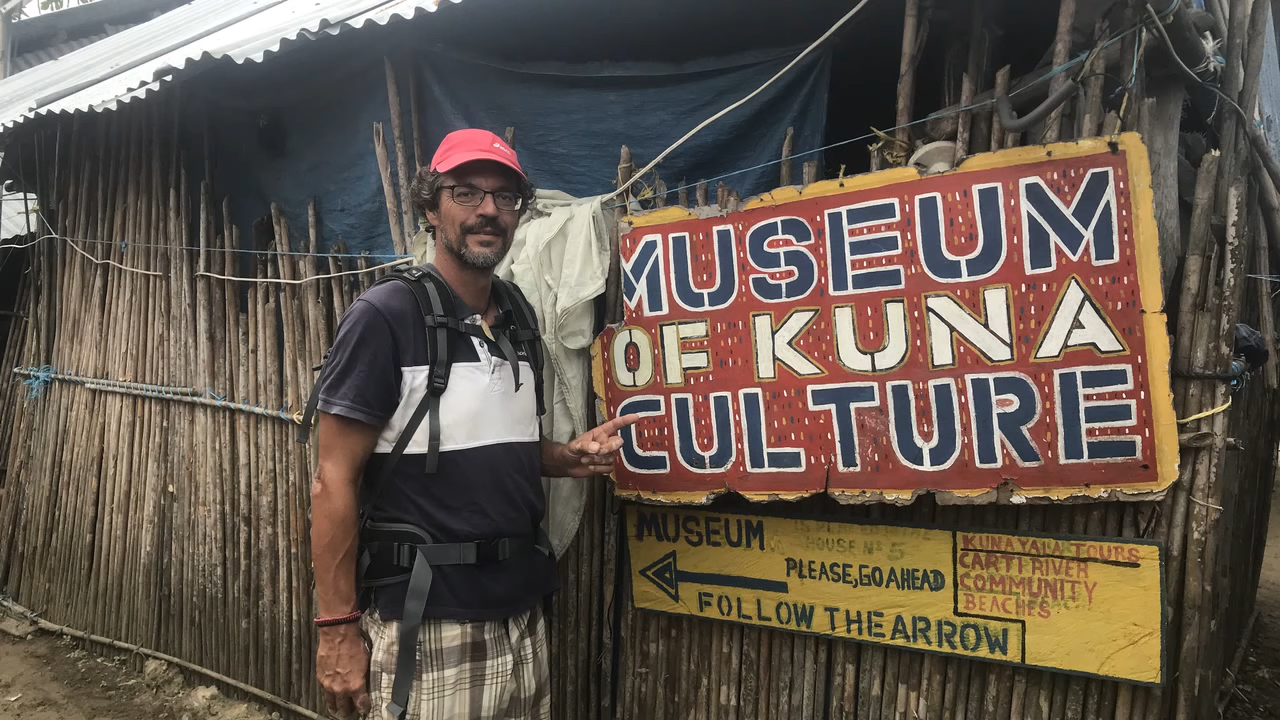 MUSEUM
OF KUNA
CULTURE
MUSEUM
HOUSE Nº 5
PLEASE, GO AHEAD
FOLLOW THE ARROW
KUNAYALA TOURS
CARTI RIVER
COMMUNITY
BEACHES